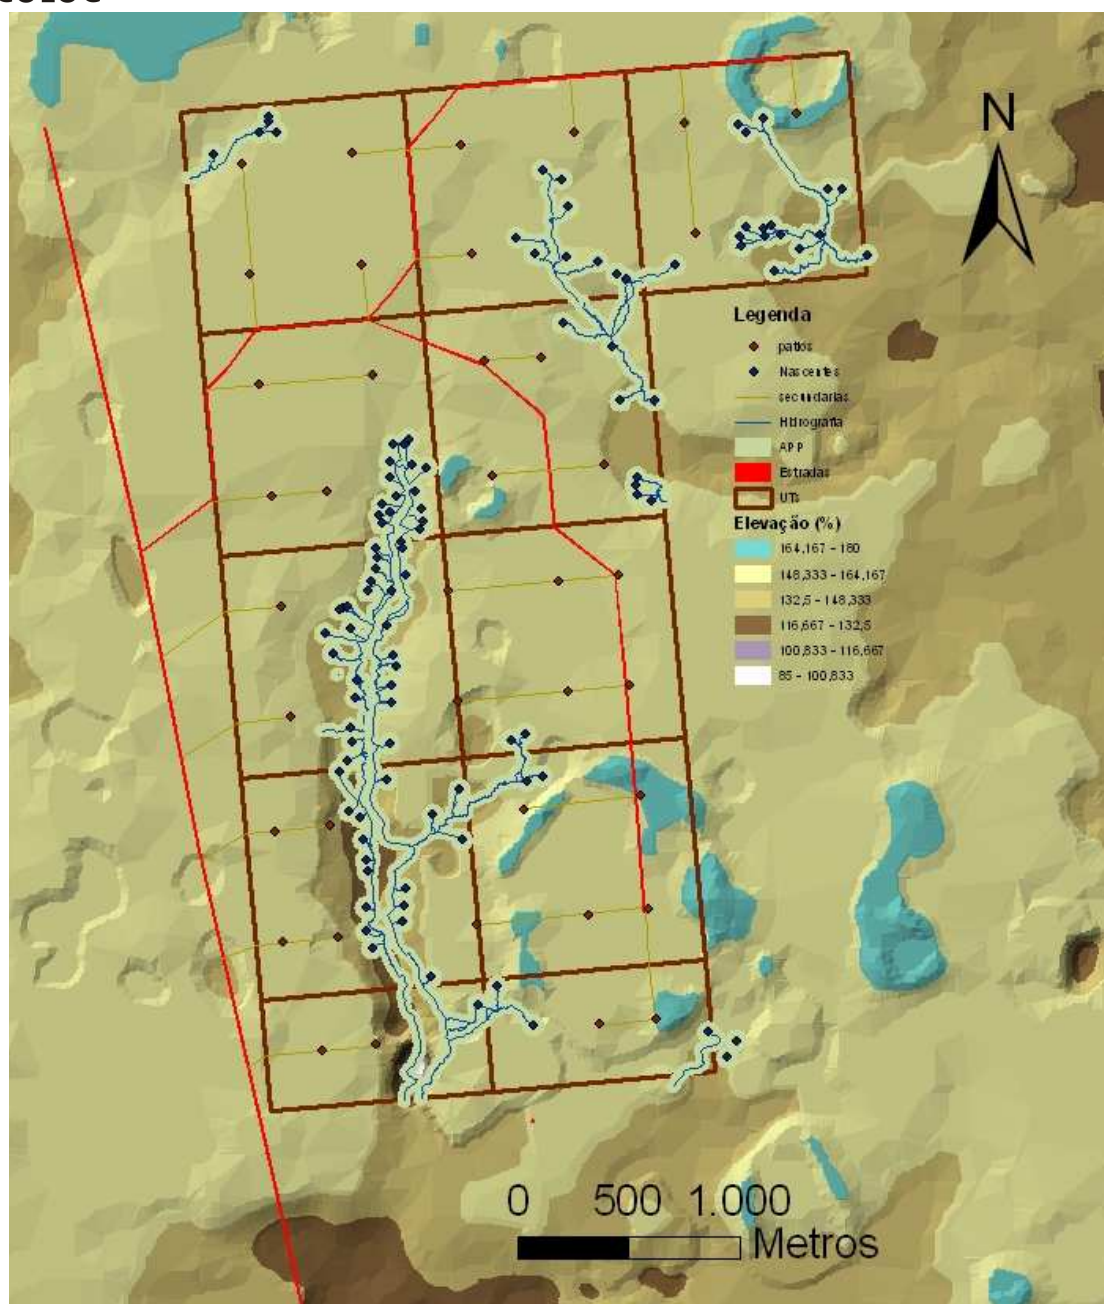 N
Legenda
patios
Nascentes
secundarias
Hidrografia
APP
Estradas
UTs
Elevação (%)
164,167 - 180
148,333 - 164,167
132,5 - 148,333
116,667 - 132,5
100,833 - 116,667
85 - 100,833
0 500 1.000
Metros